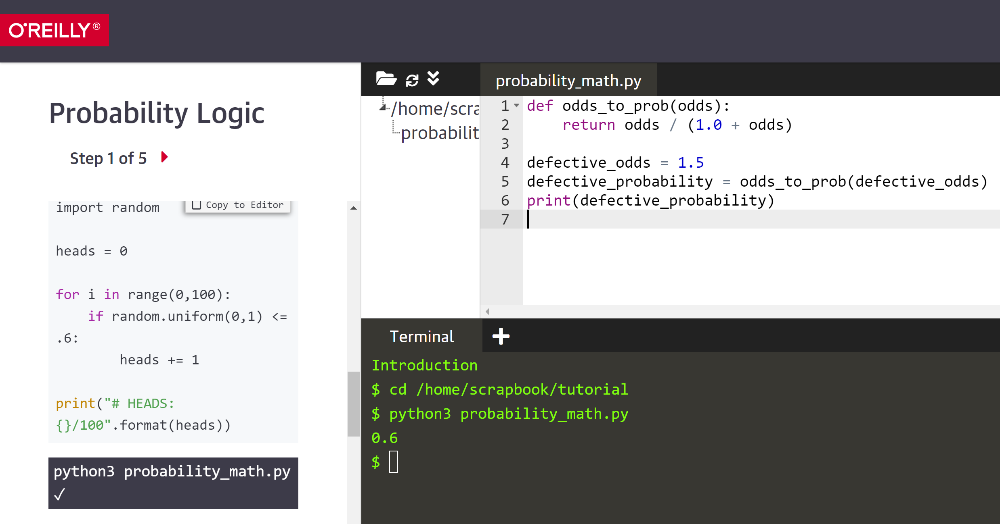 O'REILLY®
Probability Logic
Step 1 of 5
import random
Copy to Editor
heads = 0
for i in range(0,100):
if random.uniform(0,1) <=
.6:
heads += 1
print("# HEADS:
{}/100".format(heads))
python3 probability_math.py
✓
probability_math.py
/home/scra
probabilit
1 def odds_to_prob(odds):
2 return odds / (1.0 + odds)
3
4 defective_odds = 1.5
5 defective_probability = odds_to_prob(defective_odds)
6 print(defective_probability)
7
Terminal
Introduction
$ cd /home/scrapbook/tutorial
$ python3 probability_math.py
0.6
$